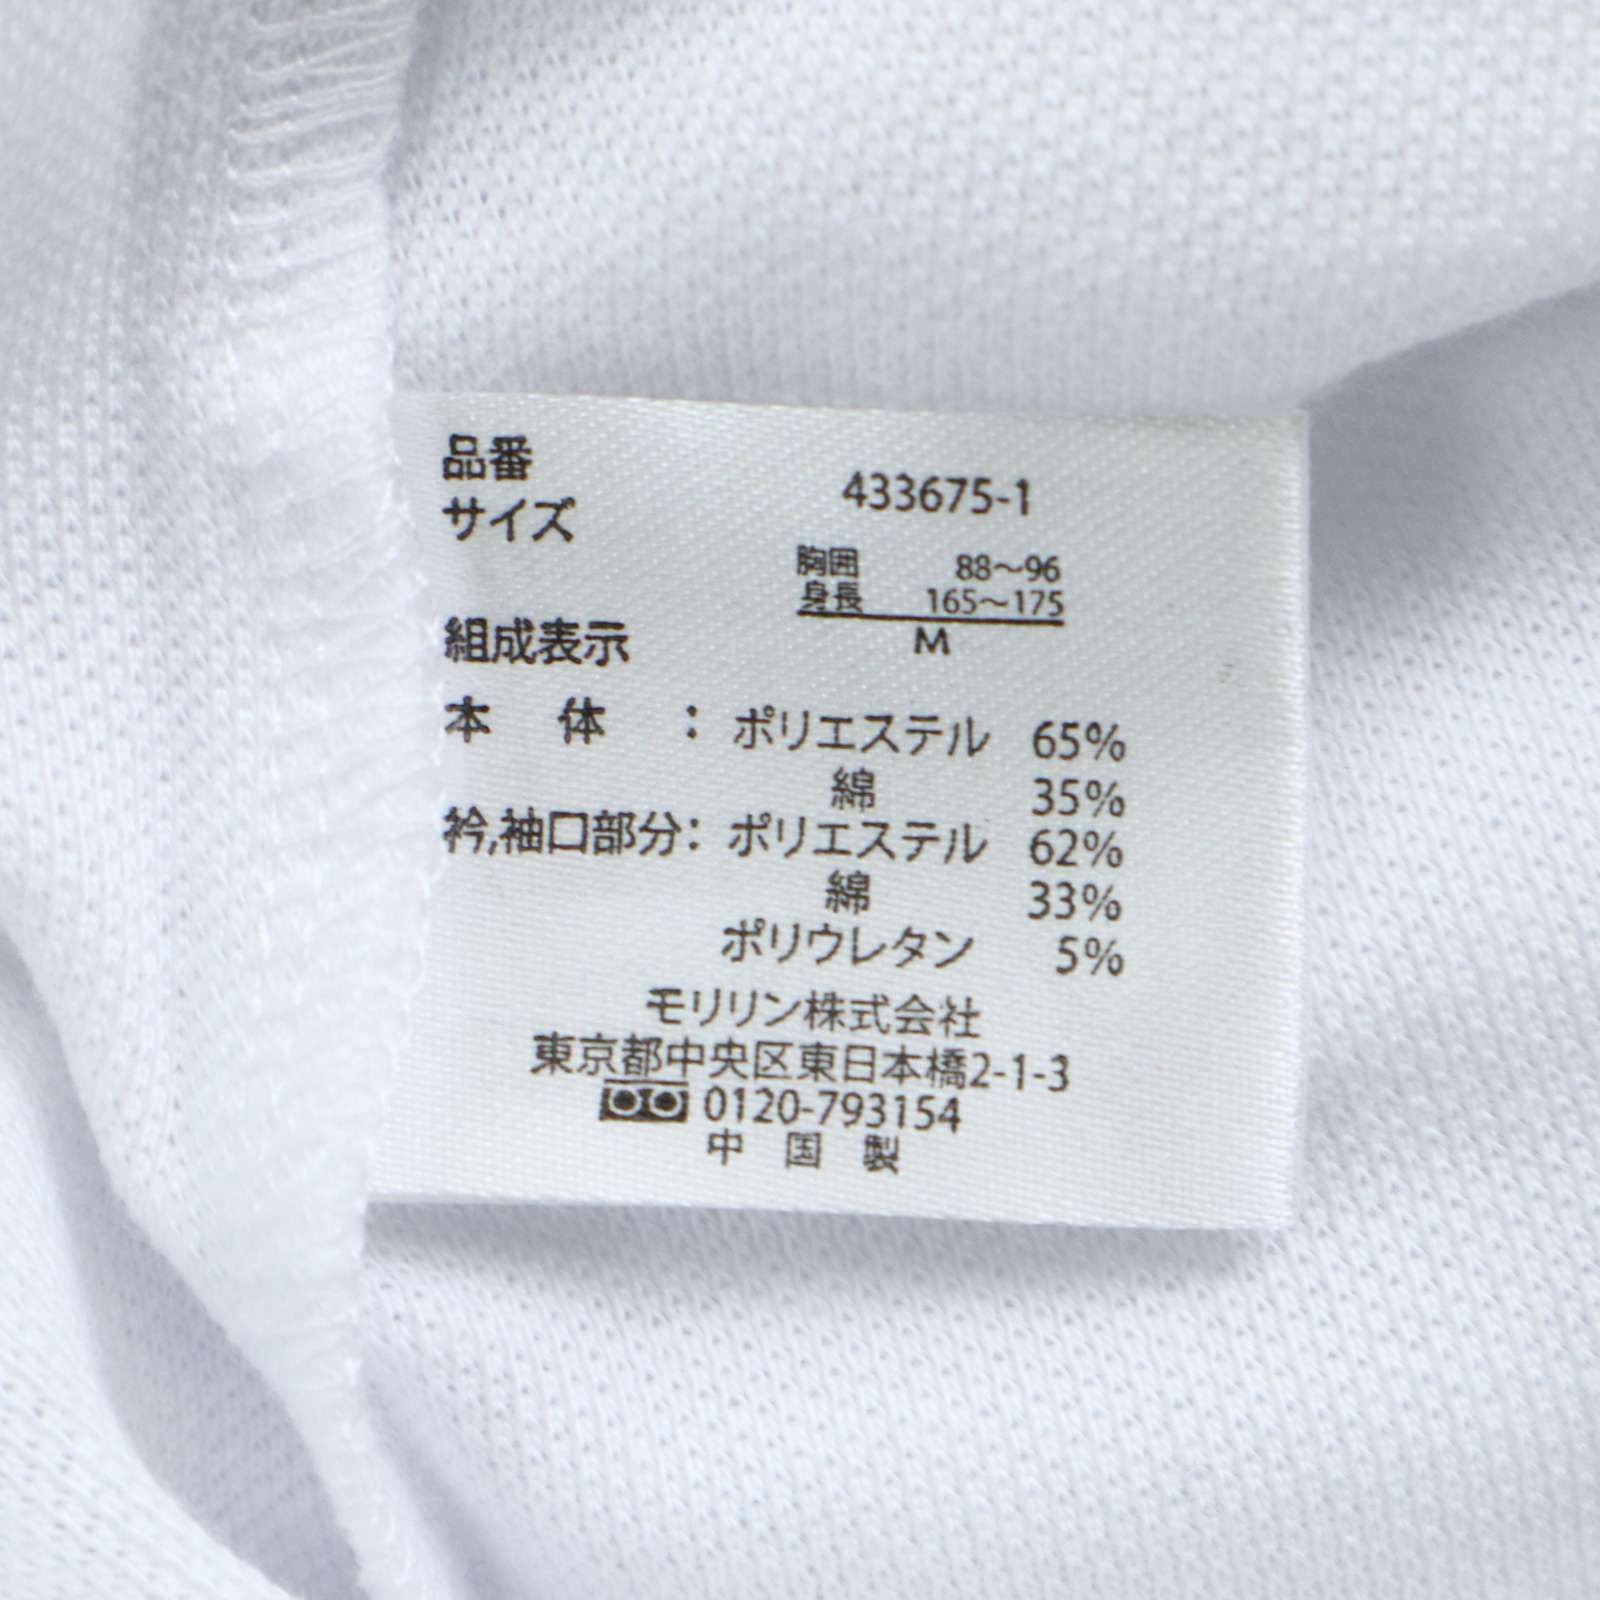 品番 433675-1
サイズ
胸囲 88～96
身長 165～175
M
組成表示
本 体 : ポリエステル 65%
綿 35%
衿,袖口部分: ポリエステル 62%
綿 33%
ポリウレタン 5%
モリリン株式会社
東京都中央区東日本橋2-1-3
0120-793154
中 国 製